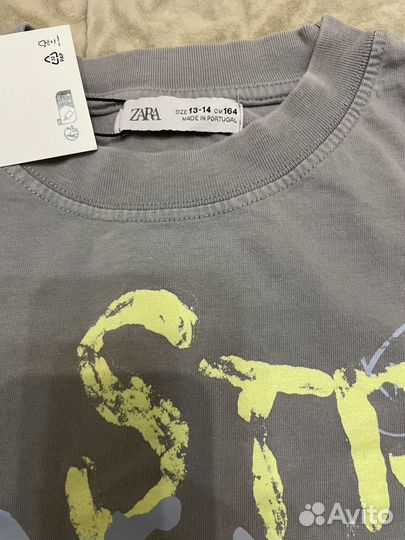 ZARA
SIZE 13-14 CM 164
MADE IN PORTUGAL
ST
Avito